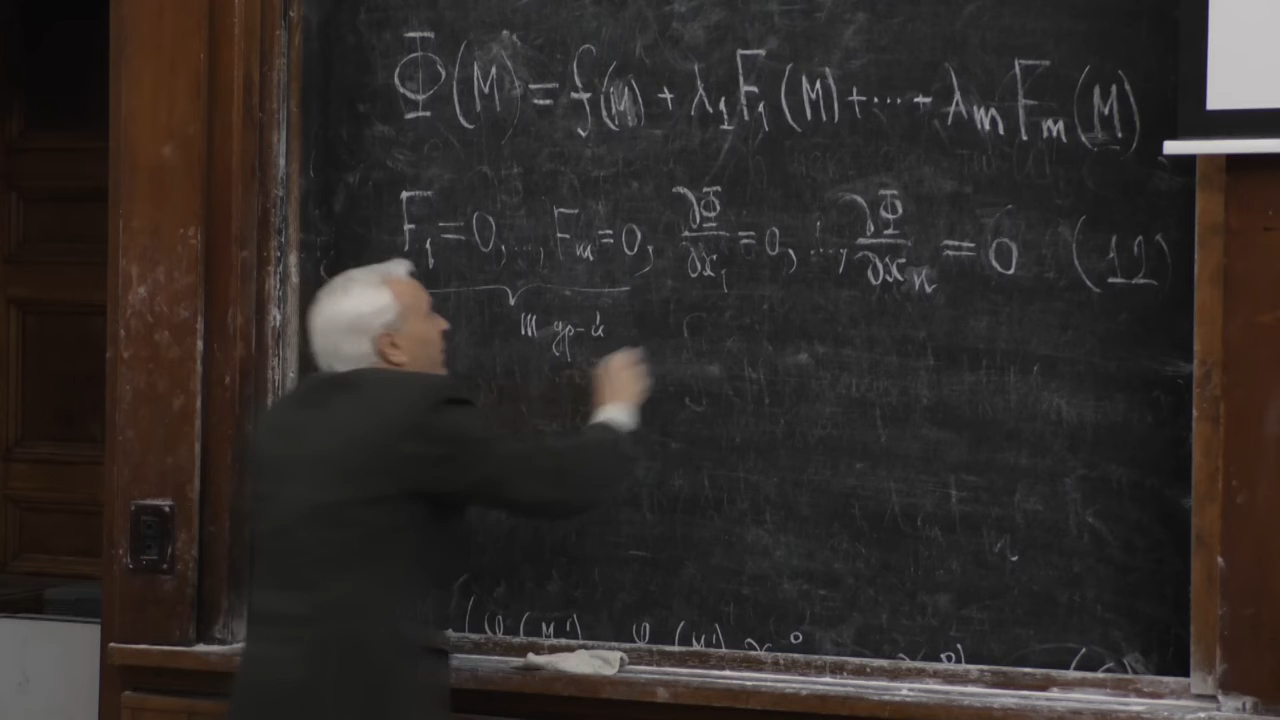 Φ(M) = f(M) + λ₁F₁(M) + ... + λₘFₘ(M)
F₁ = 0, ..., Fₘ = 0, ∂Φ/∂x₁ = 0, ..., ∂Φ/∂xₙ = 0 (12)
m ур-й